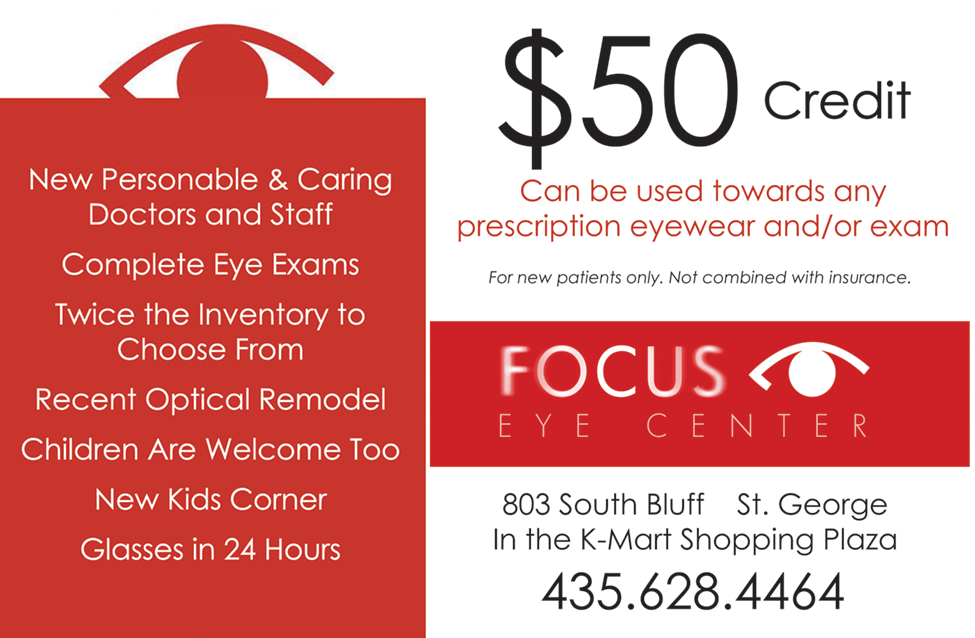 New Personable & Caring
Doctors and Staff
Complete Eye Exams
Twice the Inventory to
Choose From
Recent Optical Remodel
Children Are Welcome Too
New Kids Corner
Glasses in 24 Hours
$50 Credit
Can be used towards any
prescription eyewear and/or exam
For new patients only. Not combined with insurance.
FOCUS
EYE CENTER
803 South Bluff St. George
In the K-Mart Shopping Plaza
435.628.4464